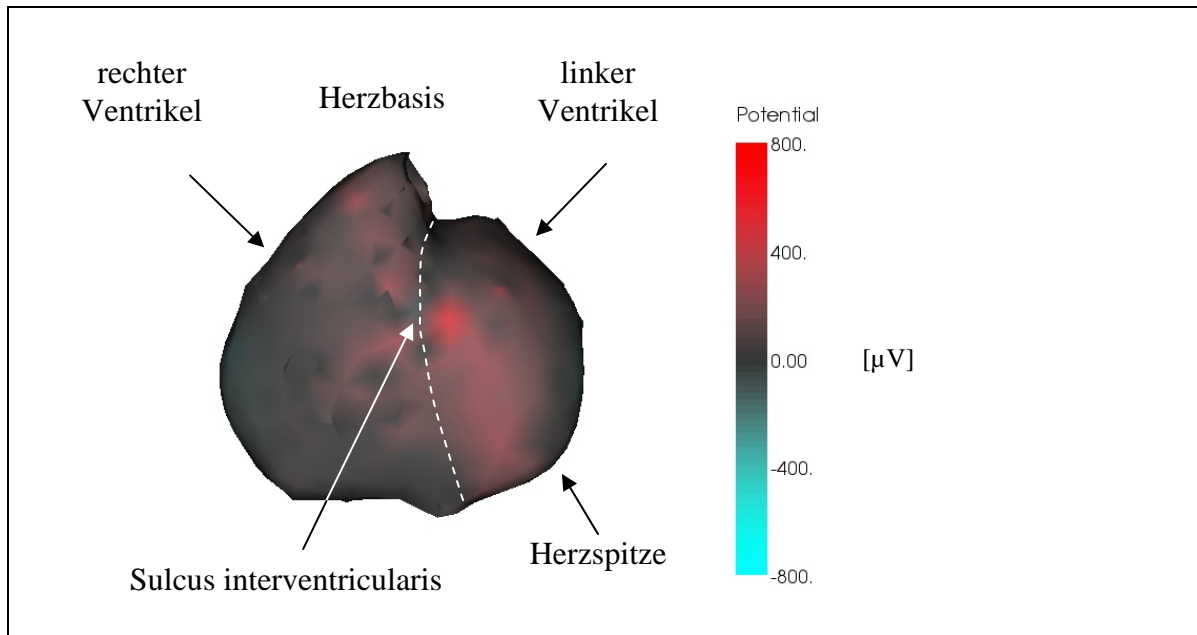 rechter
Ventrikel
Herzbasis
linker
Ventrikel
Potential
800.
400.
0.00
[µV]
-400.
-800.
Herzspitze
Sulcus interventricularis